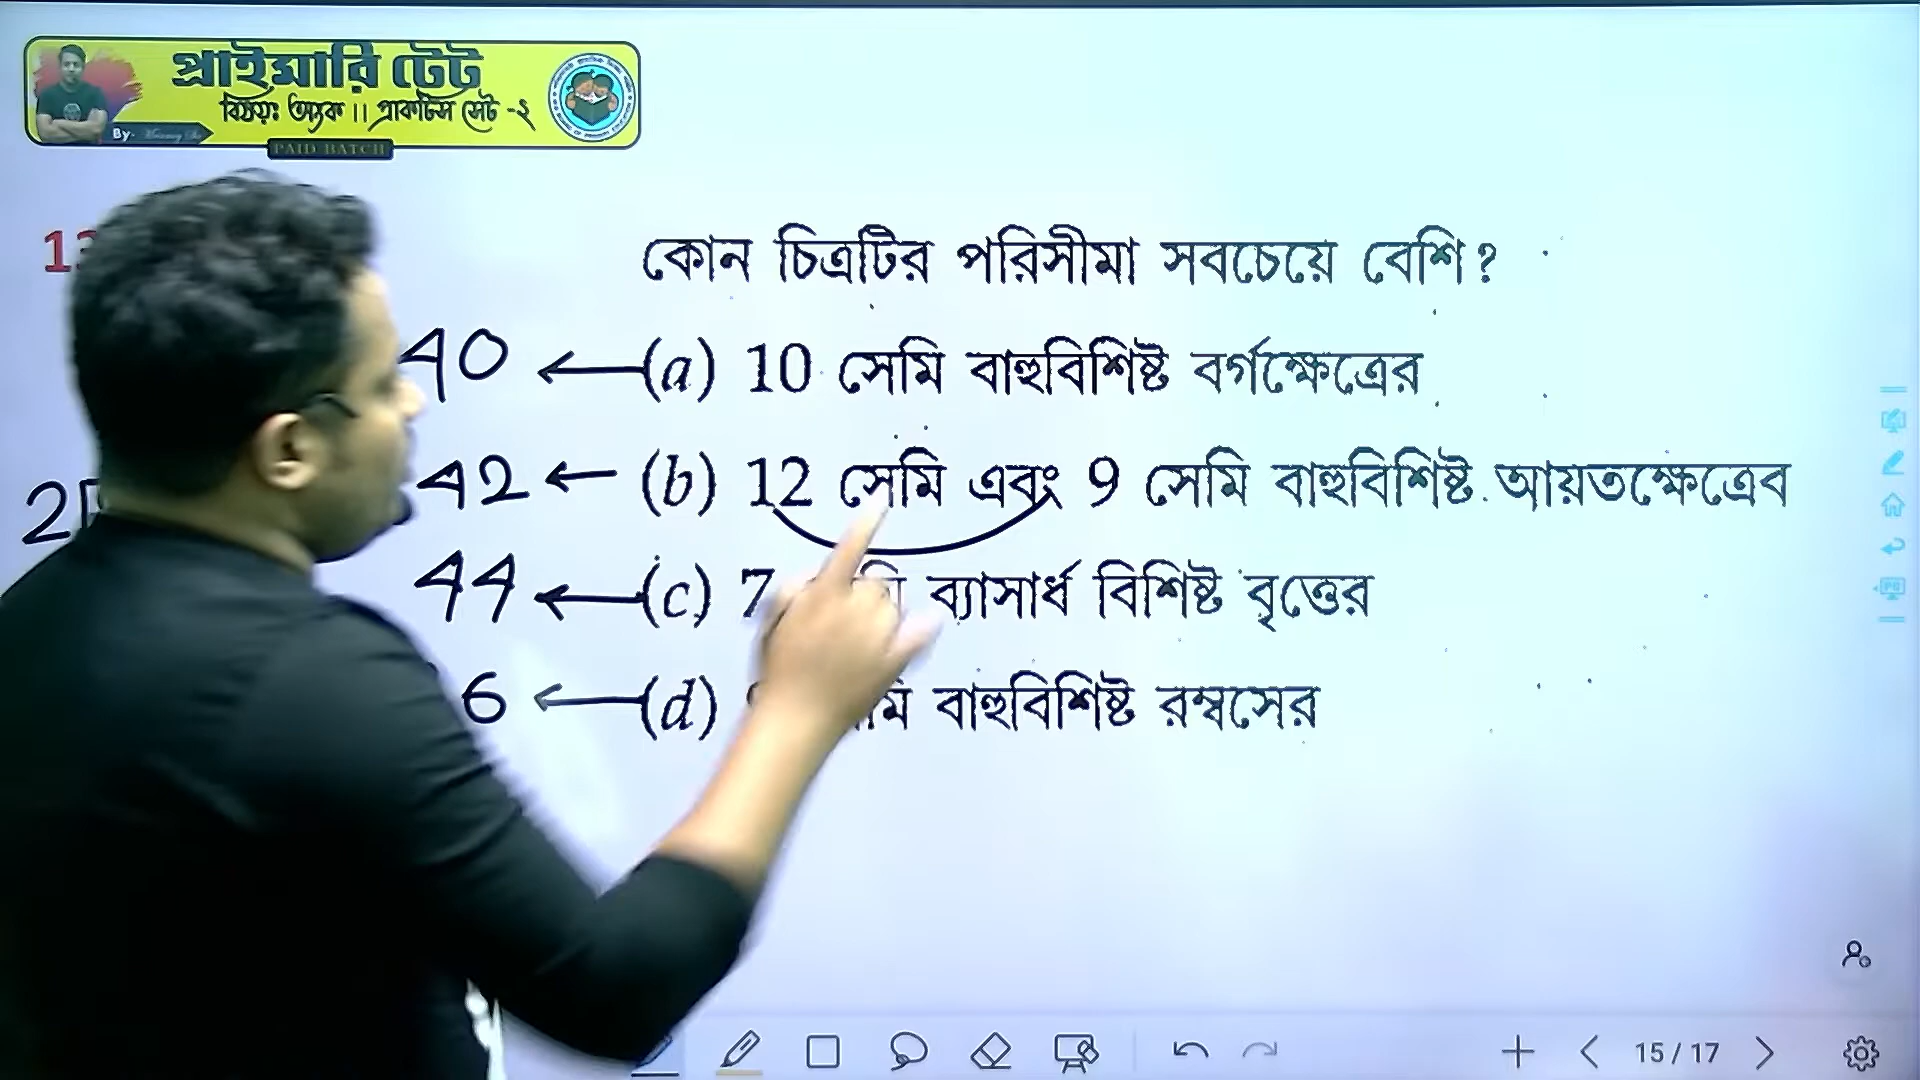 প্রাইমারি টেট
বিষয়ঃ অঙ্ক ।। প্রাকটিস সেট -২
By-
PAID BATCH
কোন চিত্রটির পরিসীমা সবচেয়ে বেশি?
40 ← (a) 10 সেমি বাহুবিশিষ্ট বর্গক্ষেত্রের
42 ← (b) 12 সেমি এবং 9 সেমি বাহুবিশিষ্ট আয়তক্ষেত্রেব
44 ← (c) 7 ব্যাসার্ধ বিশিষ্ট বৃত্তের
6 ← (d) বাহুবিশিষ্ট রম্বসের
15 / 17